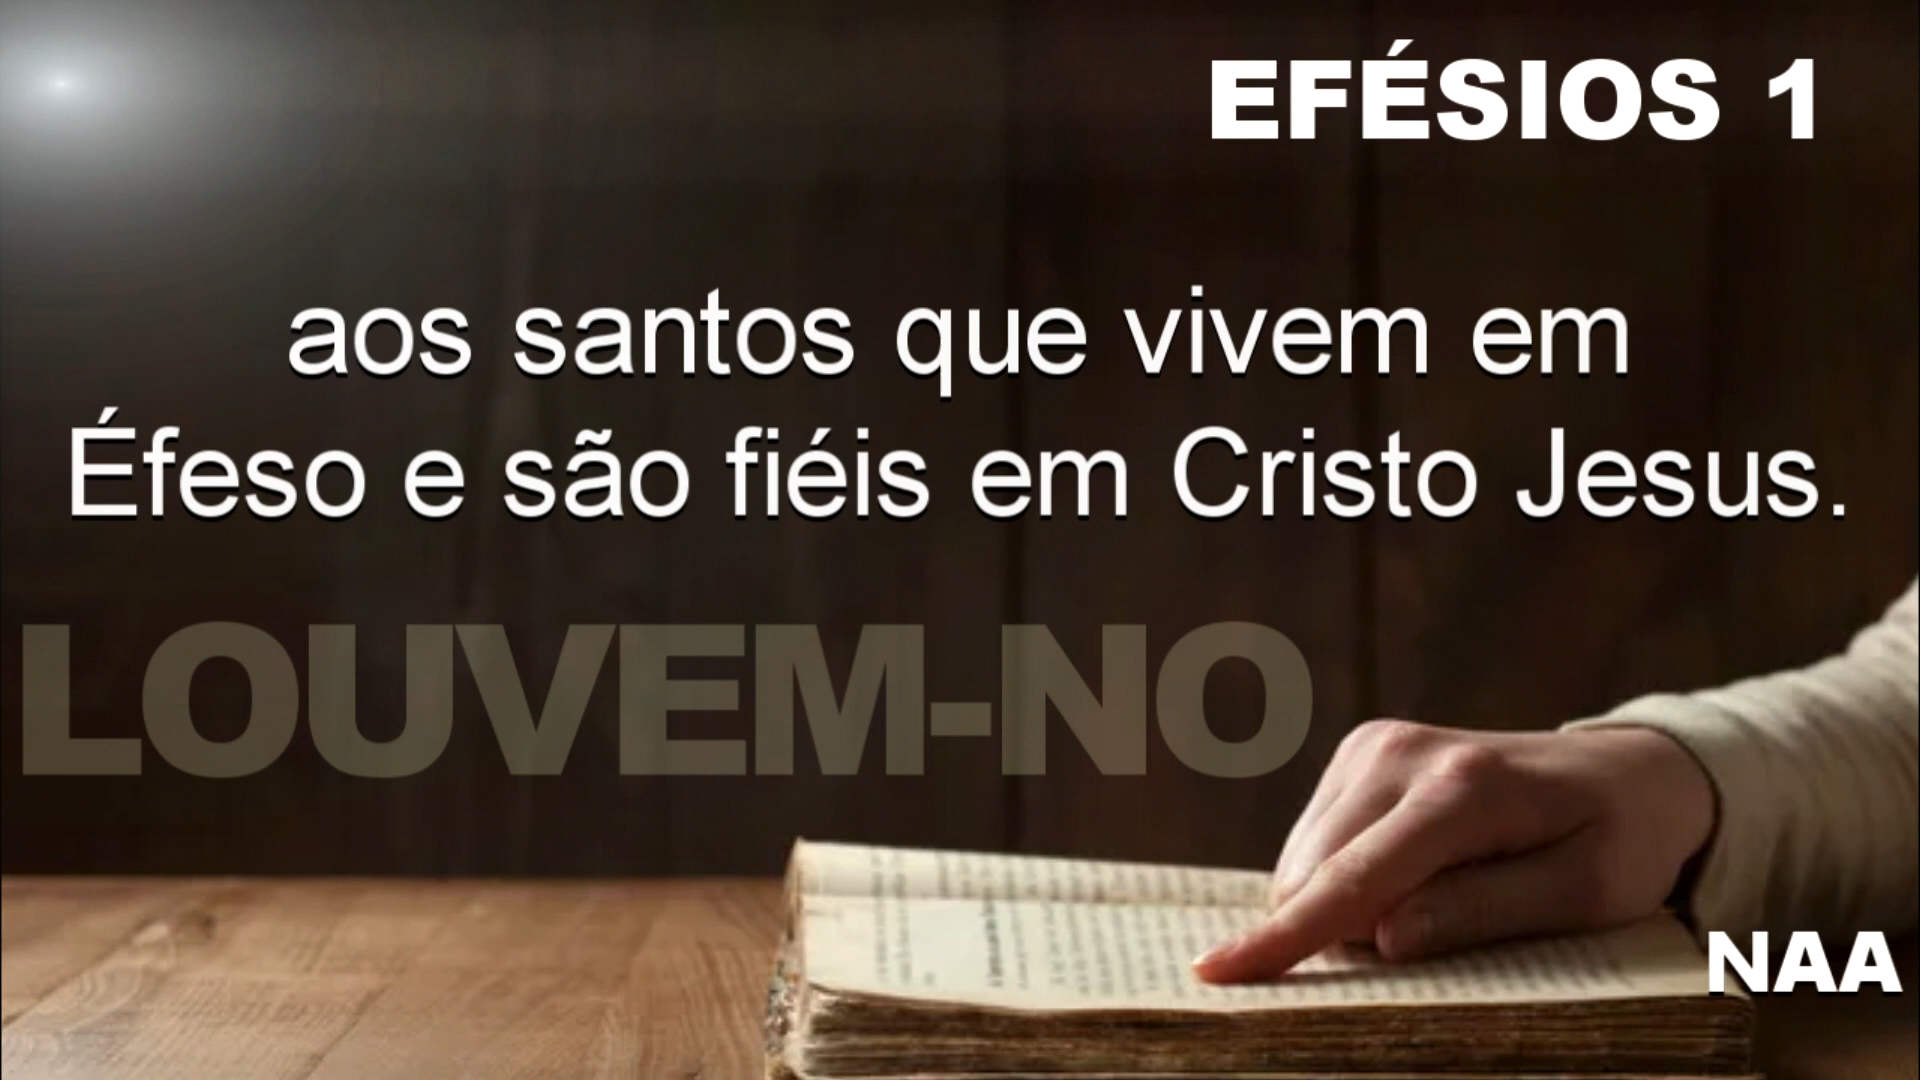 EFÉSIOS 1
aos santos que vivem em
Éfeso e são fiéis em Cristo Jesus.
LOUVEM-NO
NAA